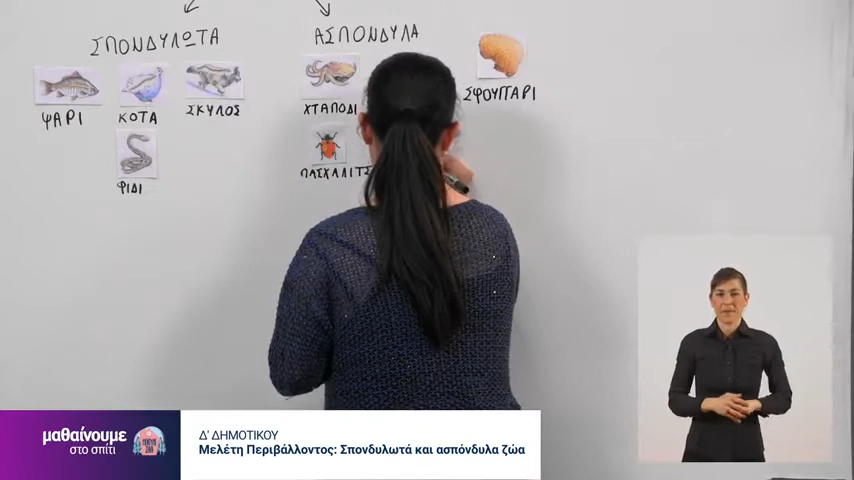 ΣΠΟΝΔΥΛΩΤΑ
ΑΣΠΟΝΔΥΛΑ
ΨΑΡΙ
ΚΟΤΑ
ΣΚΥΛΟΣ
ΧΤΑΠΟΔΙ
ΣΦΟΥΓΓΑΡΙ
ΦΙΔΙ
μαθαίνουμε
στο σπίτι
Δ' ΔΗΜΟΤΙΚΟΥ
Μελέτη Περιβάλλοντος: Σπονδυλωτά και ασπόνδυλα ζώα